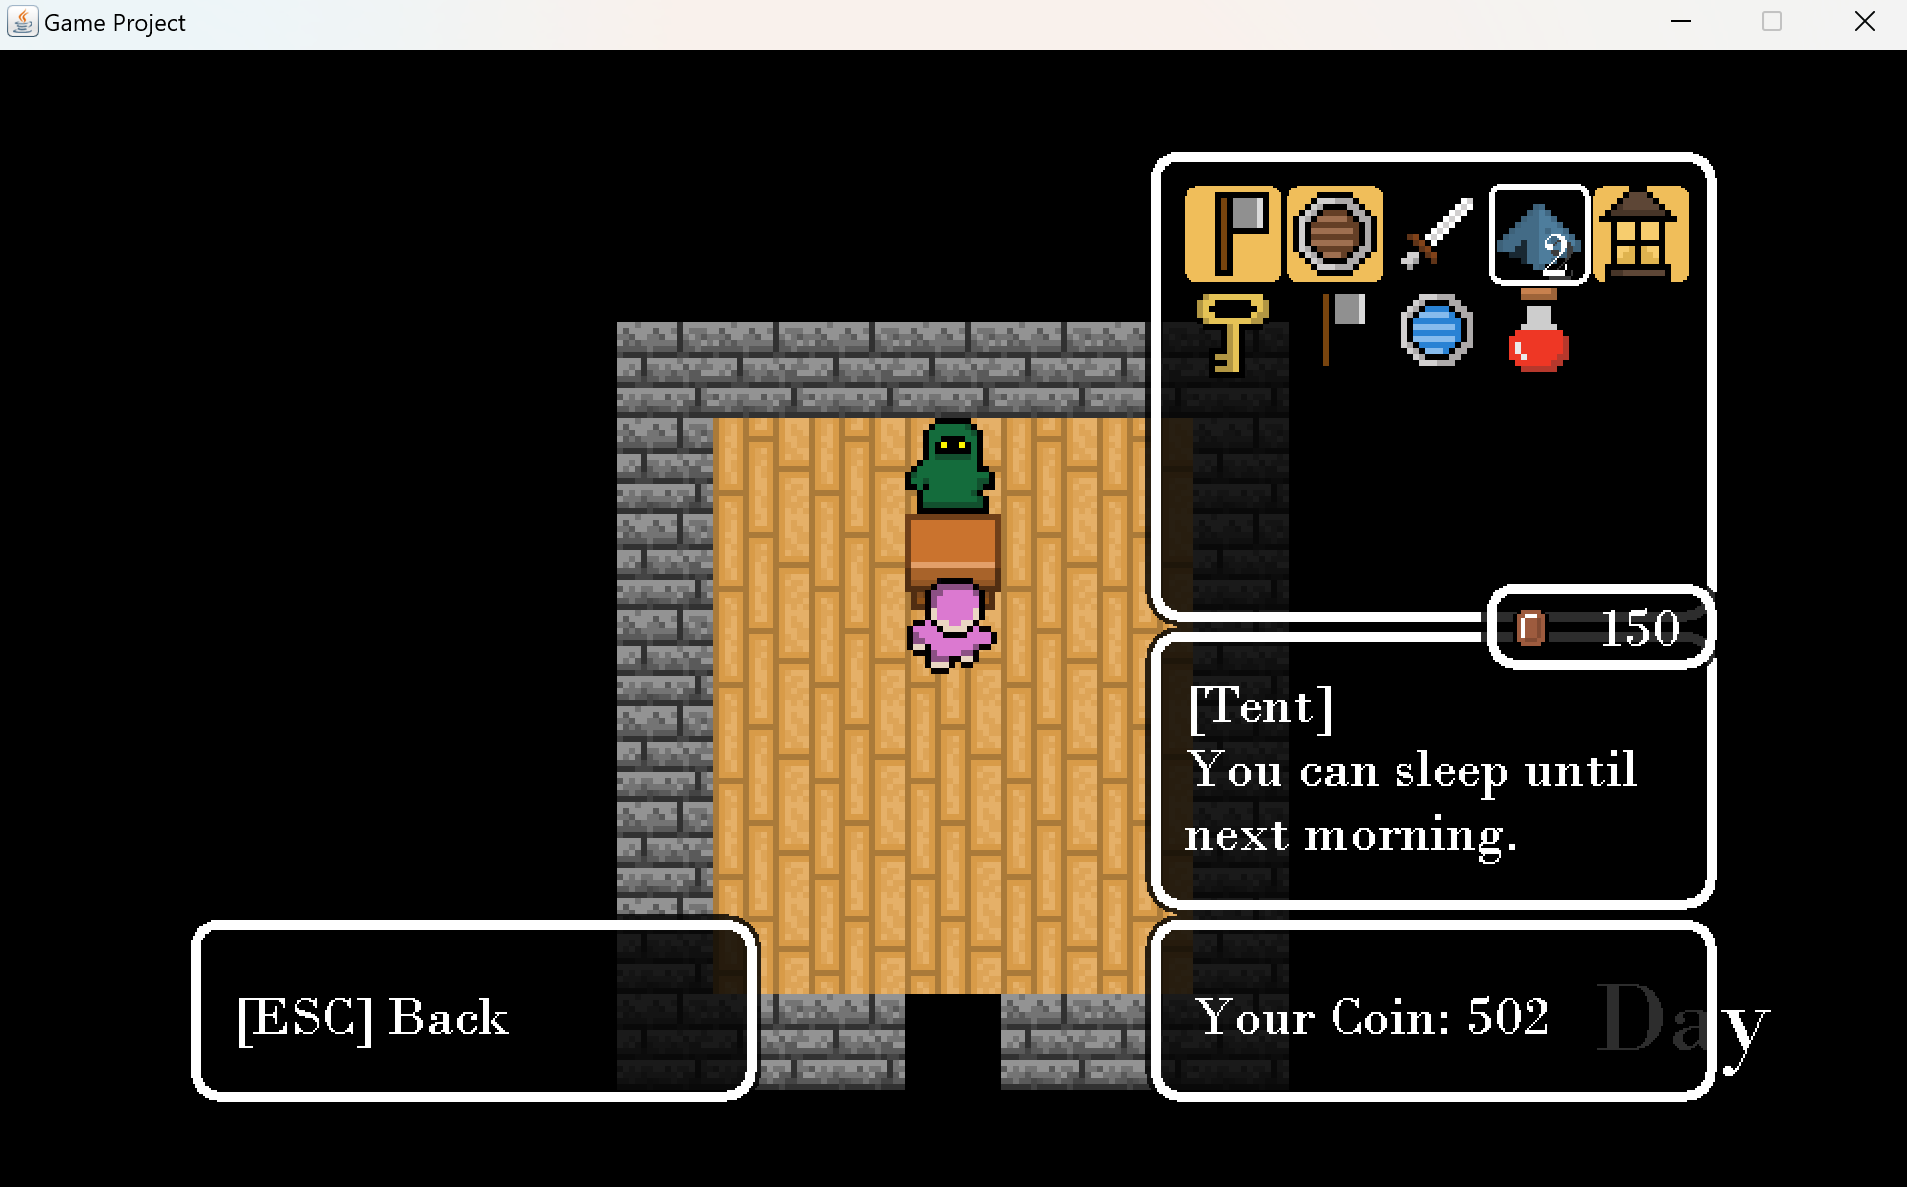 Game Project
2
150
[Tent]
You can sleep until
next morning.
[ESC] Back
Your Coin: 502
Day